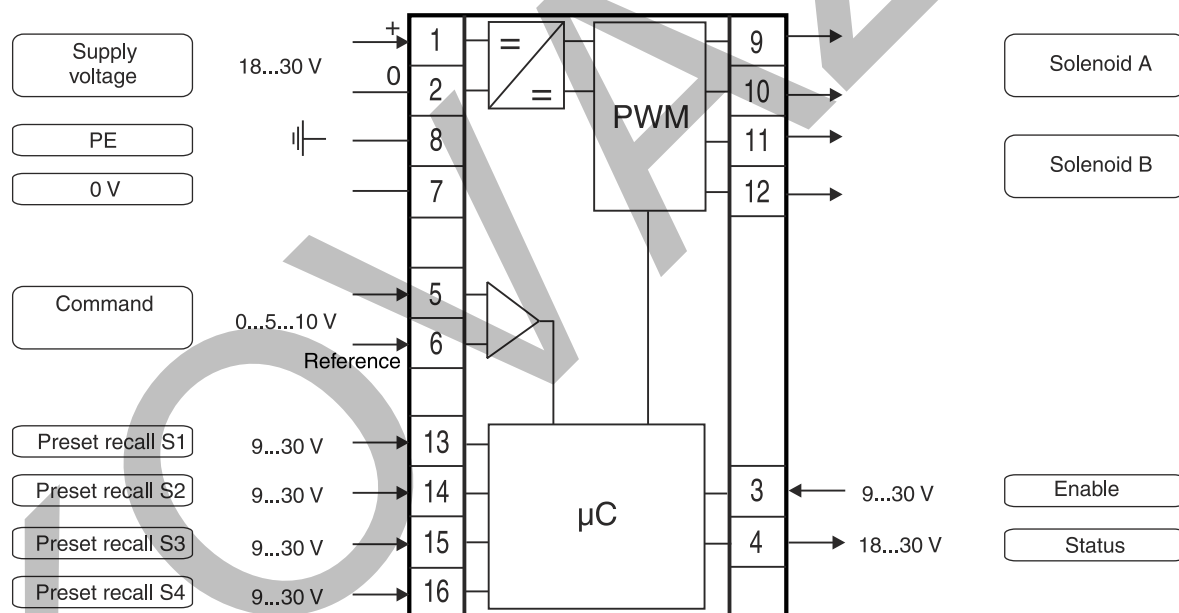 Supply
voltage
18...30 V
+
0
1
2
=
=
PWM
9
10
11
12
Solenoid A
Solenoid B
PE
8
0 V
7
Command
0...5...10 V
Reference
5
6
Preset recall S1
9...30 V
13
Preset recall S2
9...30 V
14
Preset recall S3
9...30 V
15
Preset recall S4
9...30 V
16
µC
3
9...30 V
Enable
4
18...30 V
Status